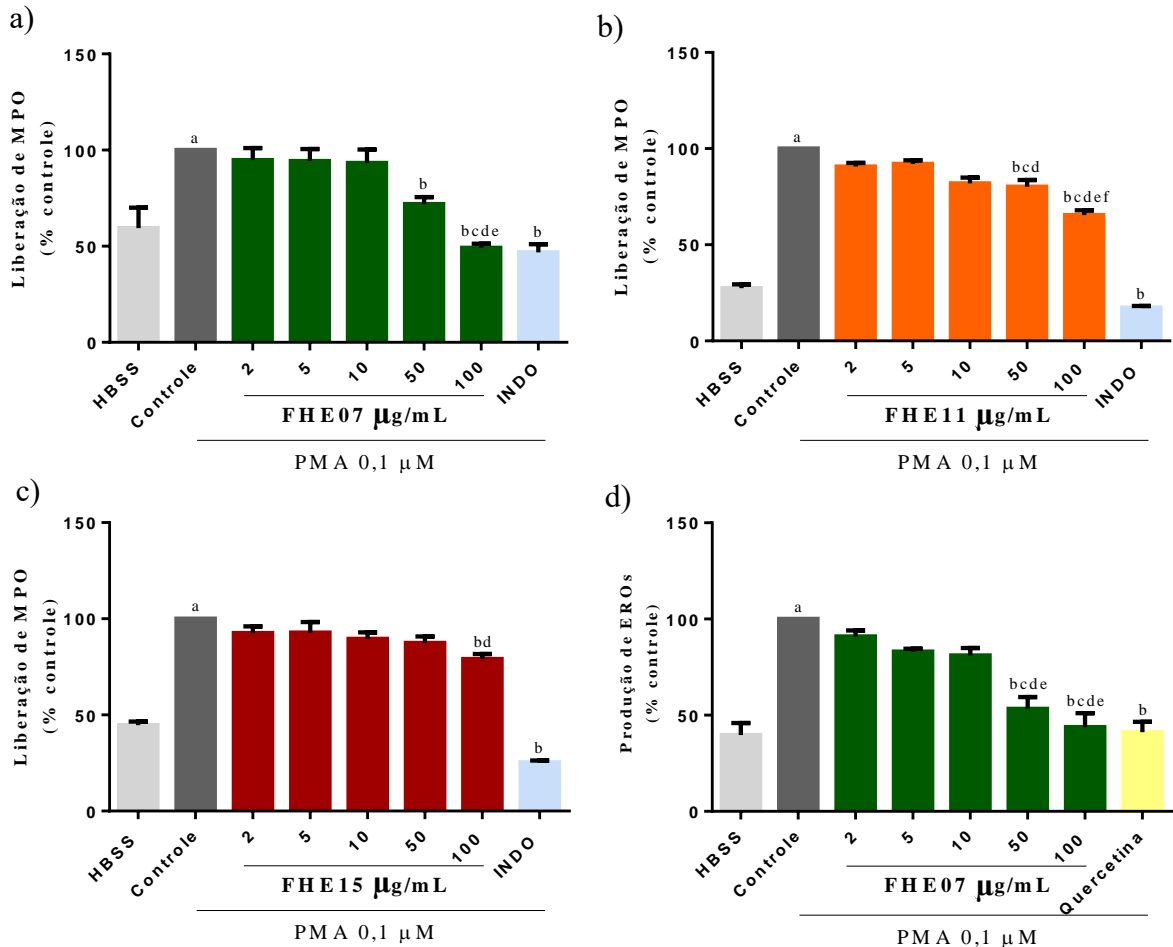 a)
Liberação de MPO
(% controle)
150
100
50
0
a
b
bcde
b
HBSS
Controle
2
5
10
50
100
INDO
FHE07 μg/mL
PMA 0,1 μM
b)
Liberação de MPO
(% controle)
150
100
50
0
a
bcd
bcdef
b
HBSS
Controle
2
5
10
50
100
INDO
FHE11 μg/mL
PMA 0,1 μM
c)
Liberação de MPO
(% controle)
150
100
50
0
a
bd
b
HBSS
Controle
2
5
10
50
100
INDO
FHE15 μg/mL
PMA 0,1 μM
d)
Produção de EROs
(% controle)
150
100
50
0
a
bcde
bcde
b
HBSS
Controle
2
5
10
50
100
Quercetina
FHE07 μg/mL
PMA 0,1 μM